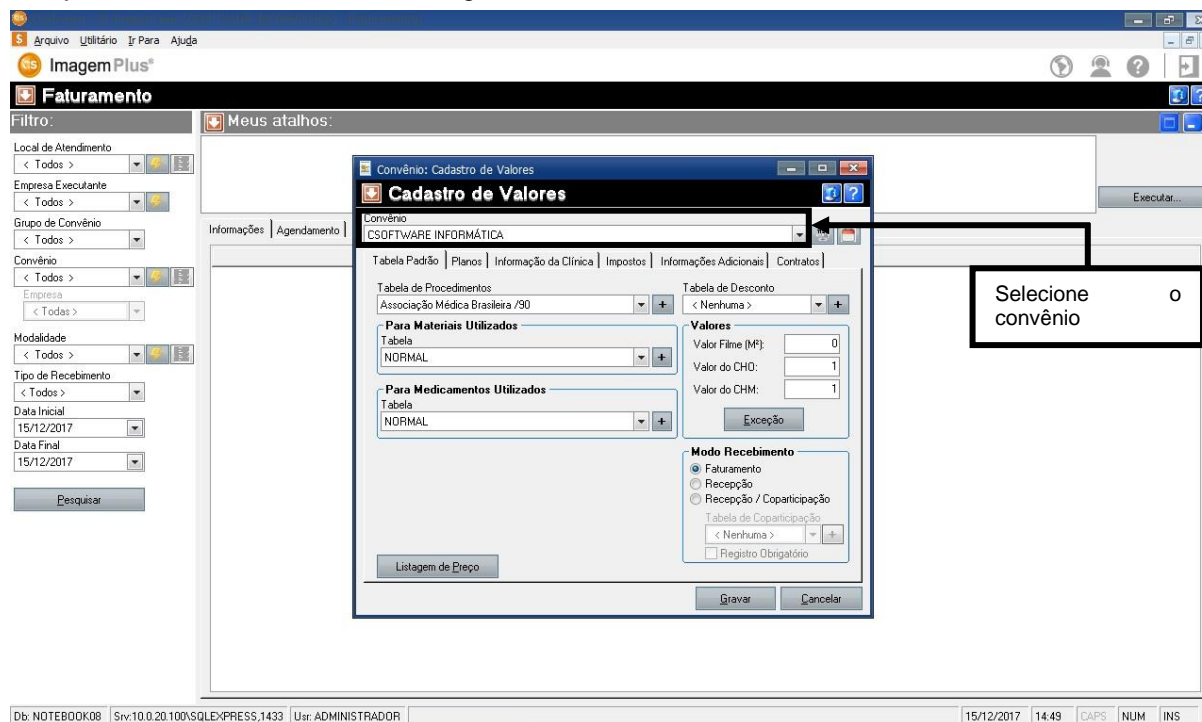 Arquivo Utilitário Ir Para Ajuda
ImagemPlus®
Faturamento
Filtro:
Meus atalhos:
Local de Atendimento
< Todos >
Empresa Executante
< Todos >
Grupo de Convênio
< Todos >
Convênio
< Todos >
Empresa
< Todas >
Modalidade
< Todos >
Tipo de Recebimento
< Todos >
Data Inicial
15/12/2017
Data Final
15/12/2017
Pesquisar
Executar...
Informações Agendamento
Convênio: Cadastro de Valores
Cadastro de Valores
Convênio
CSOFTWARE INFORMÁTICA
Tabela Padrão Planos Informação da Clínica Impostos Informações Adicionais Contratos
Tabela de Procedimentos
Associação Médica Brasileira /90
Para Materiais Utilizados
Tabela
NORMAL
Para Medicamentos Utilizados
Tabela
NORMAL
Tabela de Desconto
< Nenhuma >
Valores
Valor Filme (M²): 0
Valor do CHO: 1
Valor do CHM: 1
Exceção
Modo Recebimento
Faturamento
Recepção
Recepção / Coparticipação
Tabela de Coparticipação
< Nenhuma >
Registro Obrigatório
Listagem de Preço
Gravar Cancelar
Selecione o
convênio
Db: NOTEBOOK08 Srv:10.0.20.100\SQLEXPRESS,1433 Usr: ADMINISTRADOR 15/12/2017 14:49 CAPS NUM INS